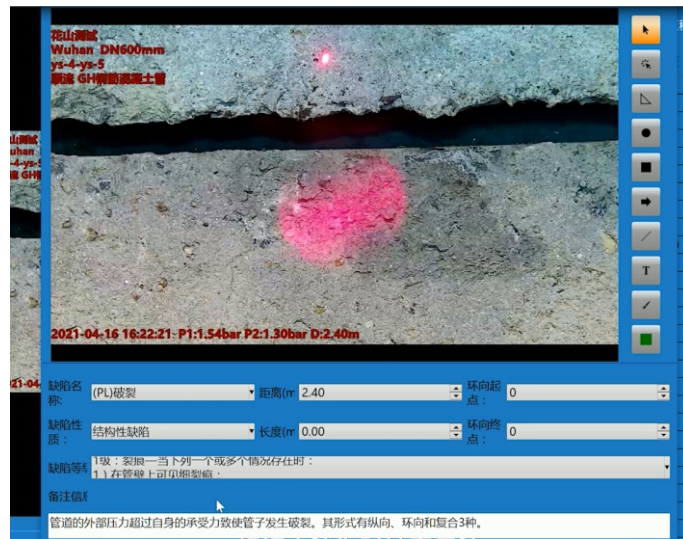 花山测试
Wuhan DN600mm
ys-4-ys-5
顺流 GH钢筋混凝土管
2021-04-16 16:22:21 P1:1.54bar P2:1.30bar D:2.40m
T
缺陷名称:
(PL)破裂
距离(m
2.40
环向起点：
0
缺陷性质：
结构性缺陷
长度(m
0.00
环向终点：
0
缺陷等级
1级：裂痕—当下列一个或多个情况存在时：
1）在管壁上可见细裂痕；
备注信息
管道的外部压力超过自身的承受力致使管子发生破裂。其形式有纵向、环向和复合3种。